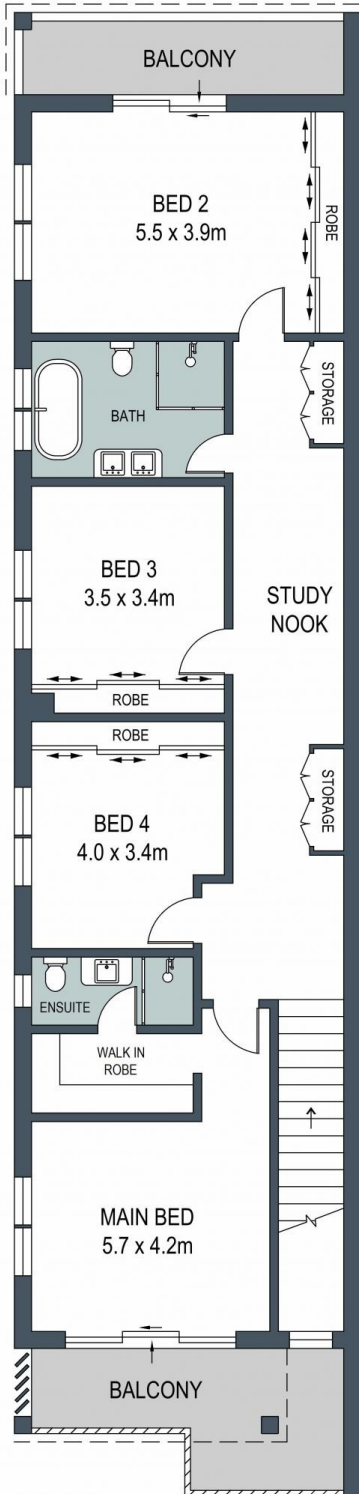 BALCONY
BED 2
5.5 x 3.9m
ROBE
STORAGE
BATH
BED 3
3.5 x 3.4m
STUDY
NOOK
ROBE
ROBE
STORAGE
BED 4
4.0 x 3.4m
ENSUITE
WALK IN
ROBE
MAIN BED
5.7 x 4.2m
BALCONY